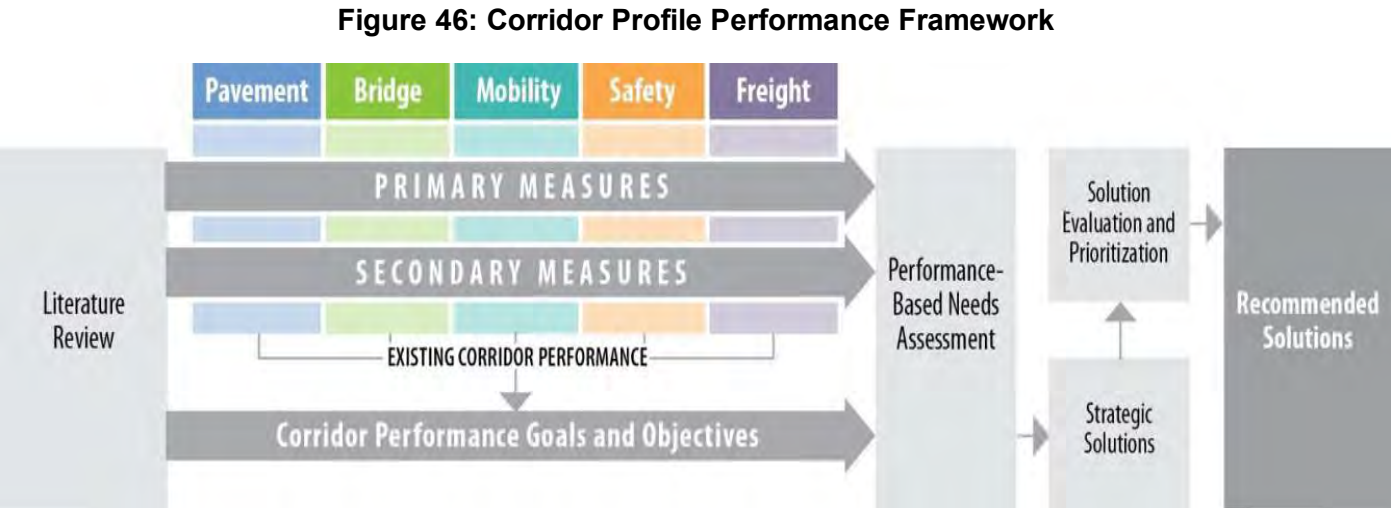 Figure 46: Corridor Profile Performance Framework
Pavement
Bridge
Mobility
Safety
Freight
PRIMARY MEASURES
SECONDARY MEASURES
EXISTING CORRIDOR PERFORMANCE
Corridor Performance Goals and Objectives
Literature
Review
Performance-
Based Needs
Assessment
Solution
Evaluation and
Prioritization
Strategic
Solutions
Recommended
Solutions